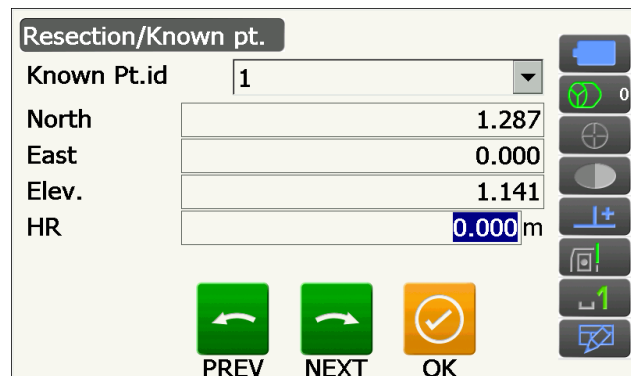 Resection/Known pt.
Known Pt.id 1
North 1.287
East 0.000
Elev. 1.141
HR 0.000 m
0
1
PREV NEXT OK